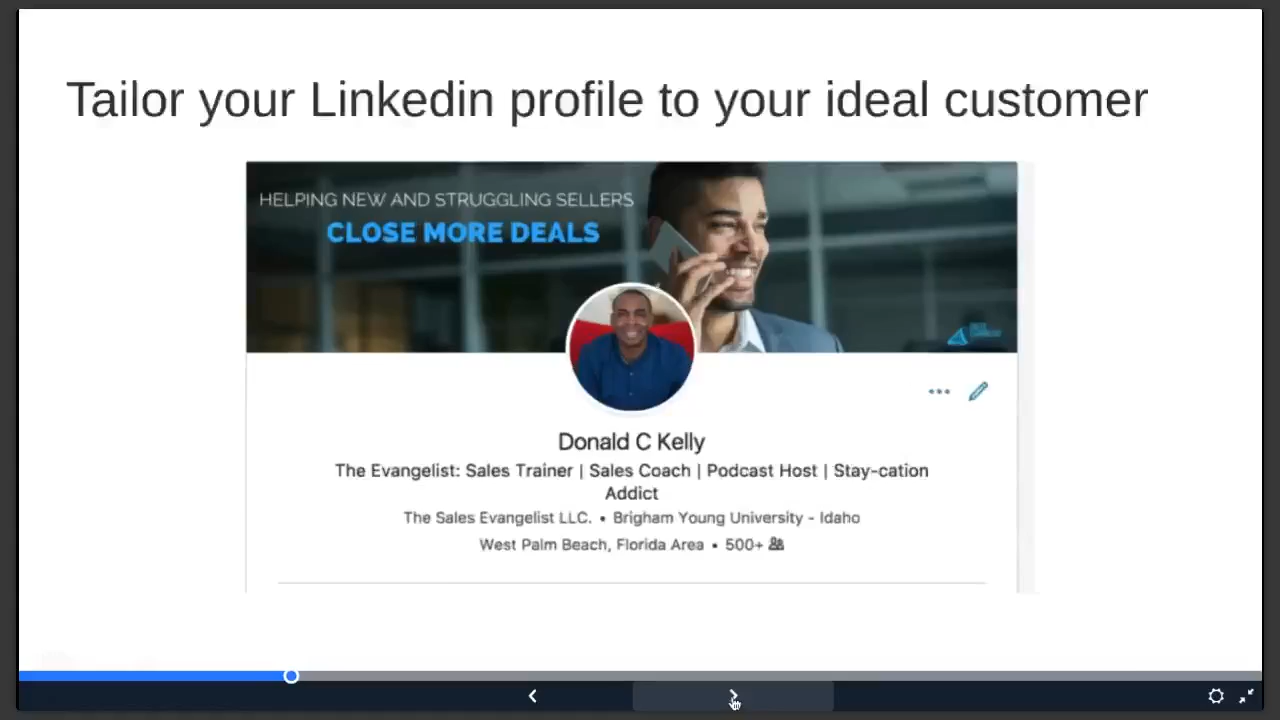 Tailor your Linkedin profile to your ideal customer
HELPING NEW AND STRUGGLING SELLERS
CLOSE MORE DEALS
Donald C Kelly
The Evangelist: Sales Trainer | Sales Coach | Podcast Host | Stay-cation
Addict
The Sales Evangelist LLC. • Brigham Young University - Idaho
West Palm Beach, Florida Area • 500+